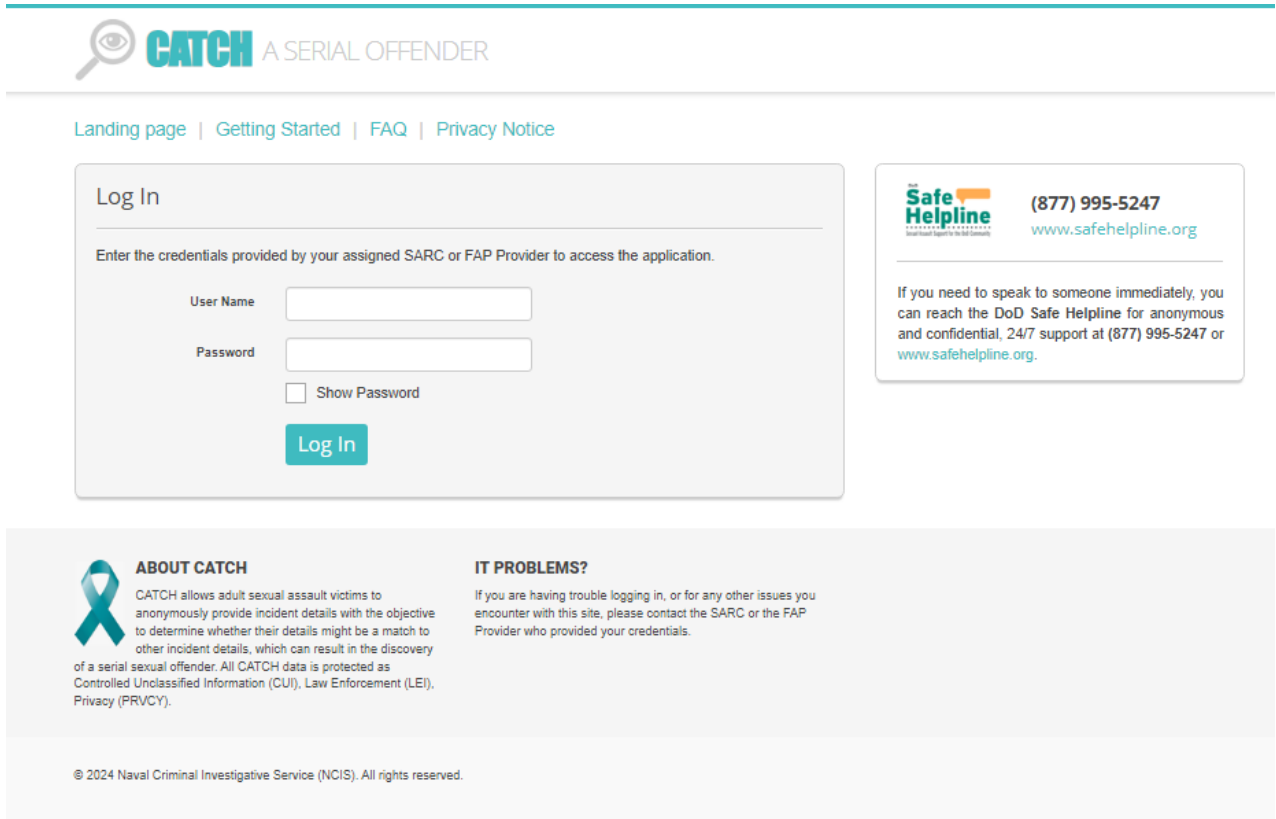 CATCH A SERIAL OFFENDER
Landing page | Getting Started | FAQ | Privacy Notice
Log In
Enter the credentials provided by your assigned SARC or FAP Provider to access the application.
User Name
Password
Show Password
Log In
DoD
Safe
Helpline
Sexual Assault Support for the DoD Community
(877) 995-5247
www.safehelpline.org
If you need to speak to someone immediately, you
can reach the DoD Safe Helpline for anonymous
and confidential, 24/7 support at (877) 995-5247 or
www.safehelpline.org.
ABOUT CATCH
CATCH allows adult sexual assault victims to
anonymously provide incident details with the objective
to determine whether their details might be a match to
other incident details, which can result in the discovery
of a serial sexual offender. All CATCH data is protected as
Controlled Unclassified Information (CUI), Law Enforcement (LEI),
Privacy (PRVCY).
IT PROBLEMS?
If you are having trouble logging in, or for any other issues you
encounter with this site, please contact the SARC or the FAP
Provider who provided your credentials.
© 2024 Naval Criminal Investigative Service (NCIS). All rights reserved.